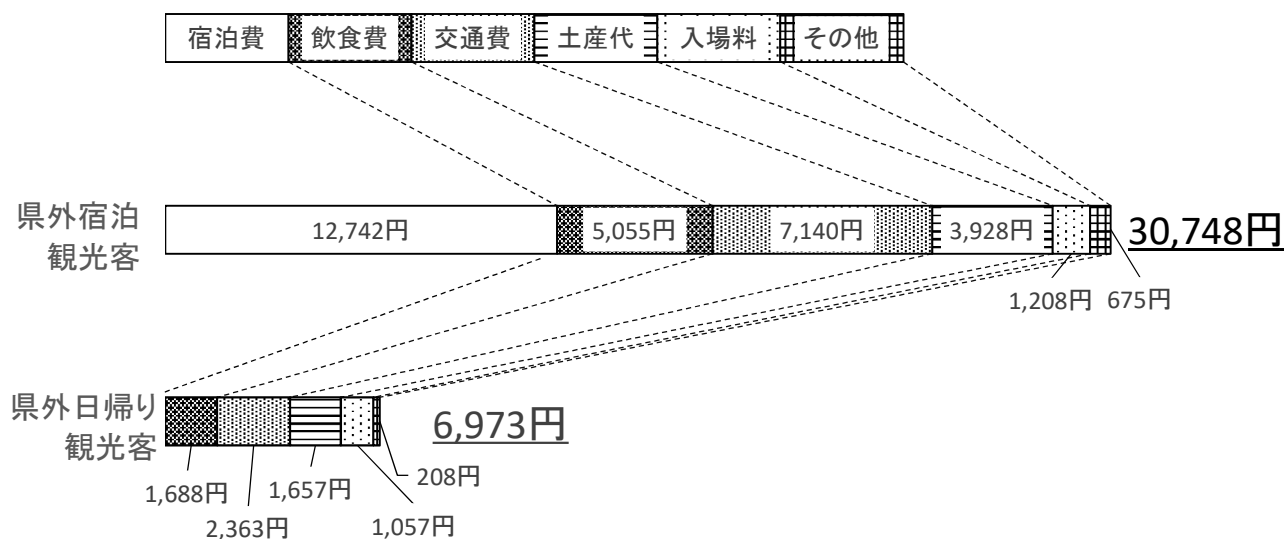 宿泊費 飲食費 交通費 土産代 入場料 その他
県外宿泊
観光客
12,742円 5,055円 7,140円 3,928円
30,748円
1,208円 675円
県外日帰り
観光客
6,973円
208円
1,688円 1,657円
2,363円 1,057円